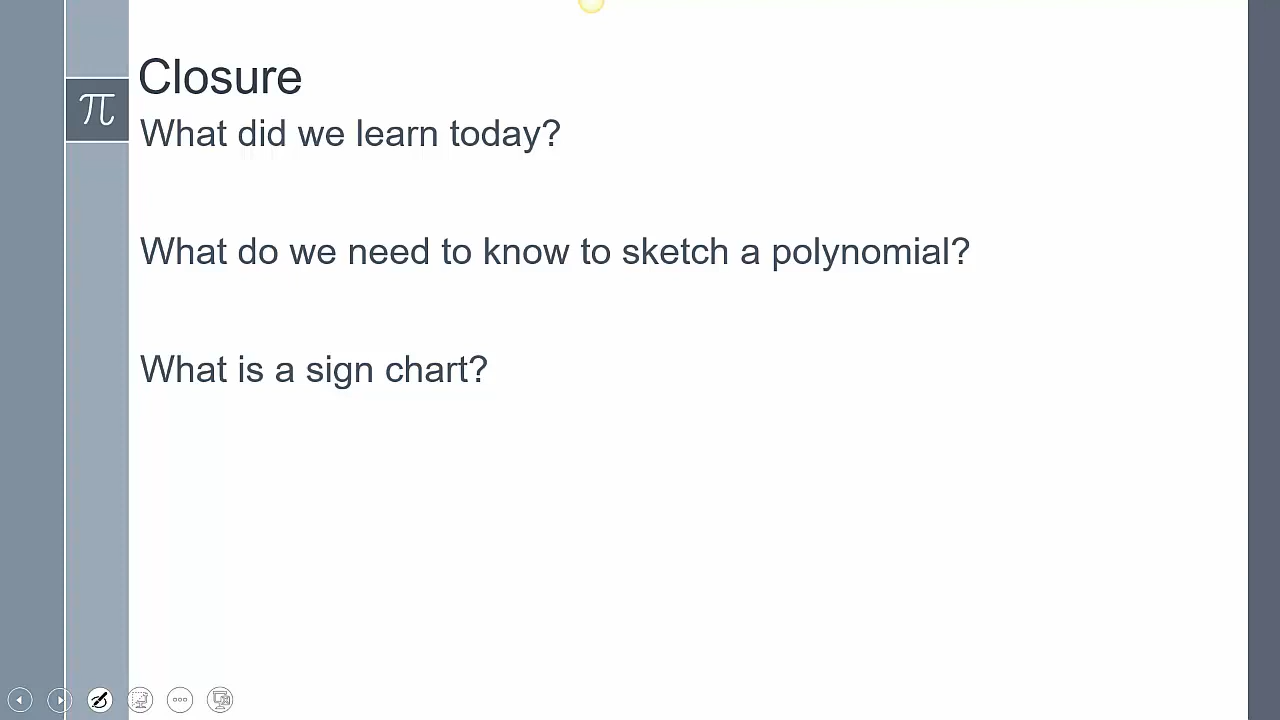 π
Closure
What did we learn today?
What do we need to know to sketch a polynomial?
What is a sign chart?